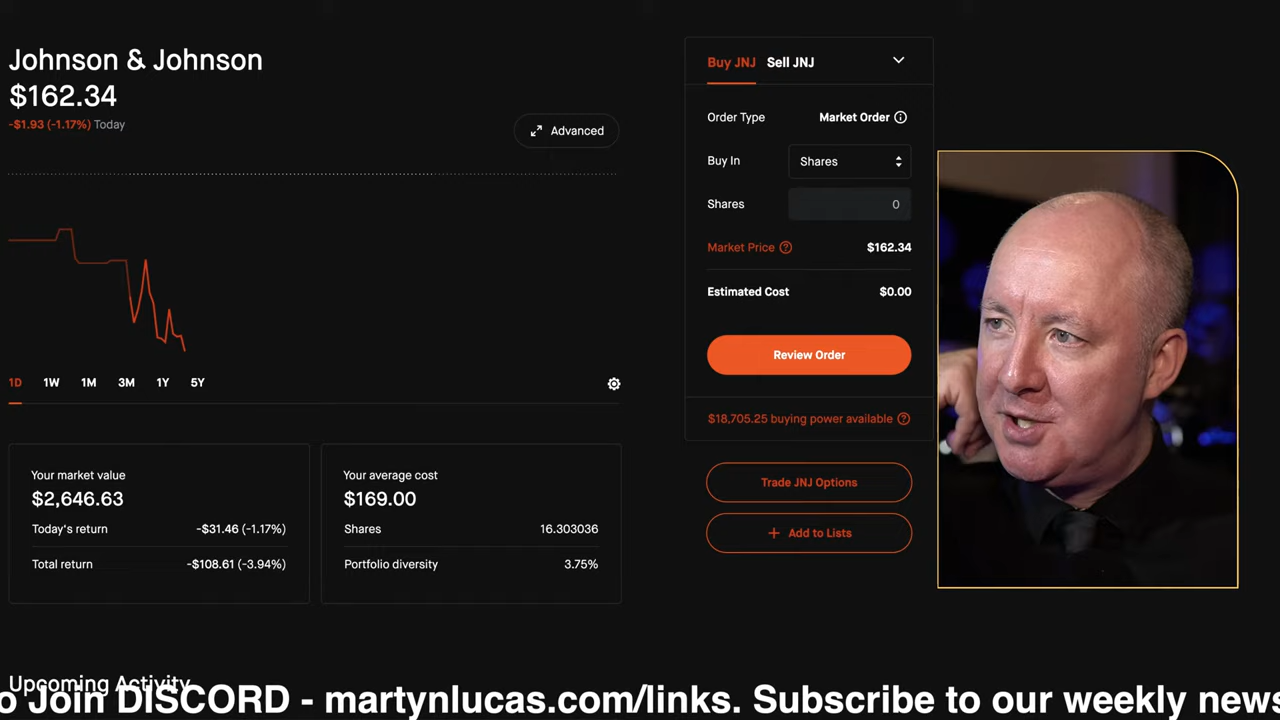 Johnson & Johnson
$162.34
-$1.93 (-1.17%) Today
Advanced
1D 1W 1M 3M 1Y 5Y
Your market value
$2,646.63
Today's return -$31.46 (-1.17%)
Total return -$108.61 (-3.94%)
Your average cost
$169.00
Shares 16.303036
Portfolio diversity 3.75%
Buy JNJ Sell JNJ
Order Type Market Order
Buy In Shares
Shares 0
Market Price $162.34
Estimated Cost $0.00
Review Order
$18,705.25 buying power available
Trade JNJ Options
+ Add to Lists
Upcoming Activity
o Join DISCORD - martynlucas.com/links. Subscribe to our weekly news